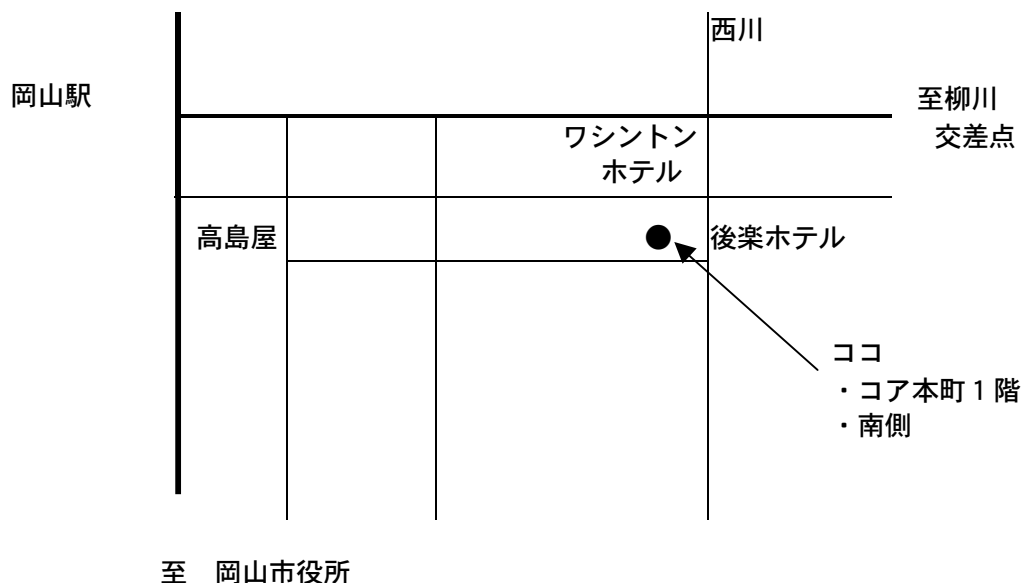 西川
岡山駅
至柳川
交差点
ワシントン
ホテル
高島屋
後楽ホテル
ココ
・コア本町1階
・南側
至　岡山市役所